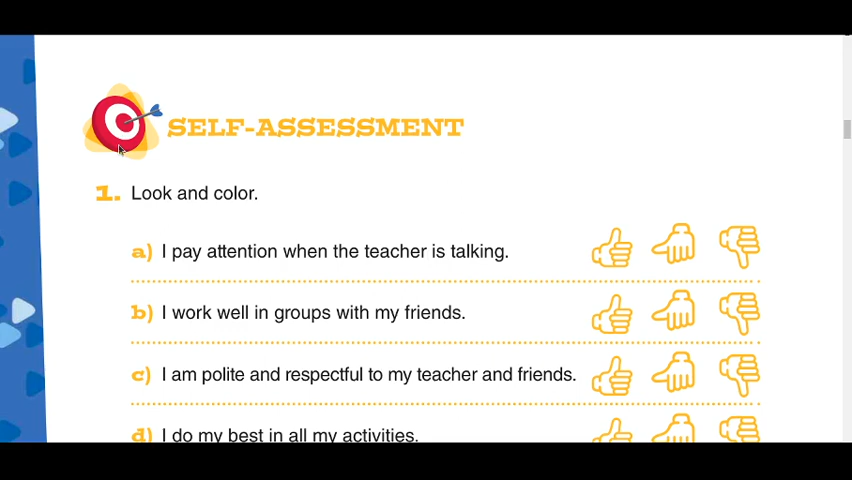 SELF-ASSESSMENT
1. Look and color.
a) I pay attention when the teacher is talking.
b) I work well in groups with my friends.
c) I am polite and respectful to my teacher and friends.
d) I do my best in all my activities.